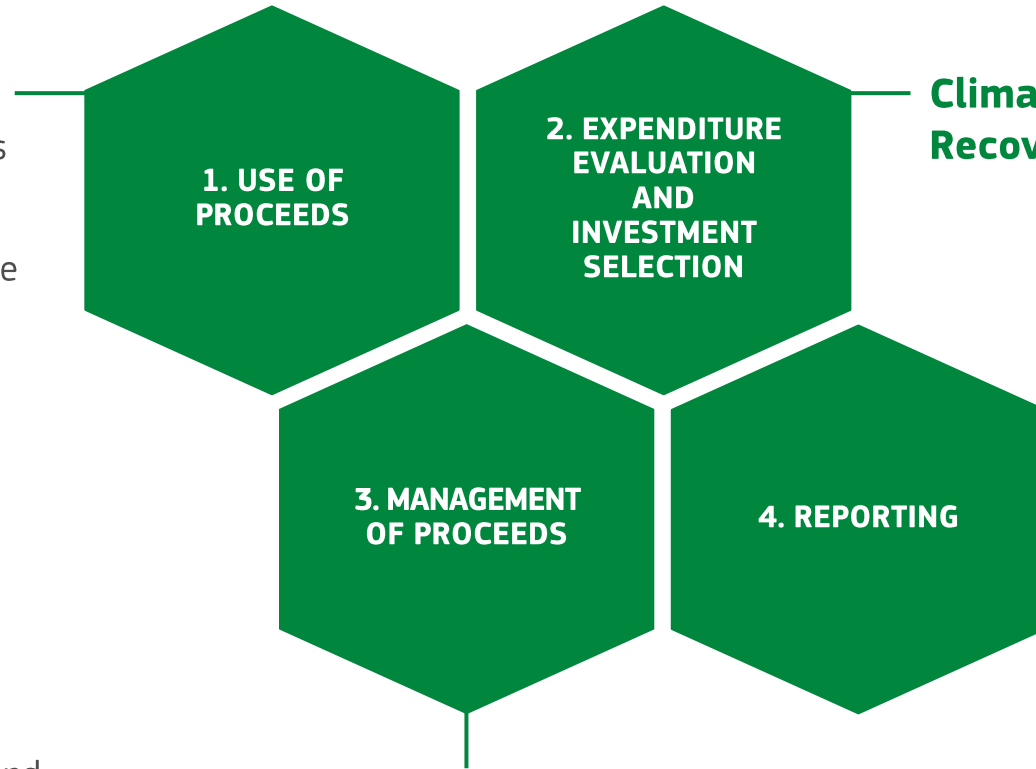 1. USE OF
PROCEEDS
2. EXPENDITURE
EVALUATION
AND
INVESTMENT
SELECTION
3. MANAGEMENT
OF PROCEEDS
4. REPORTING